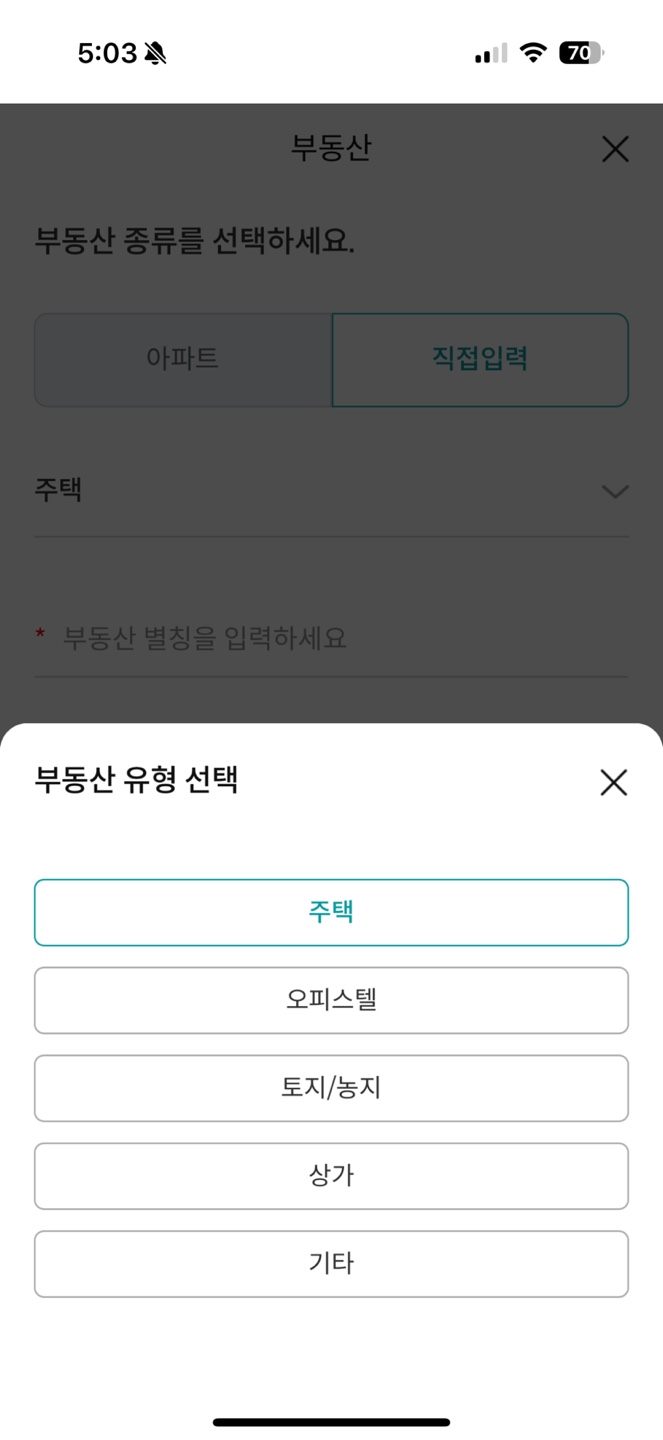 5:03
70
부동산
부동산 종류를 선택하세요.
아파트
직접입력
주택
* 부동산 별칭을 입력하세요
부동산 유형 선택
주택
오피스텔
토지/농지
상가
기타